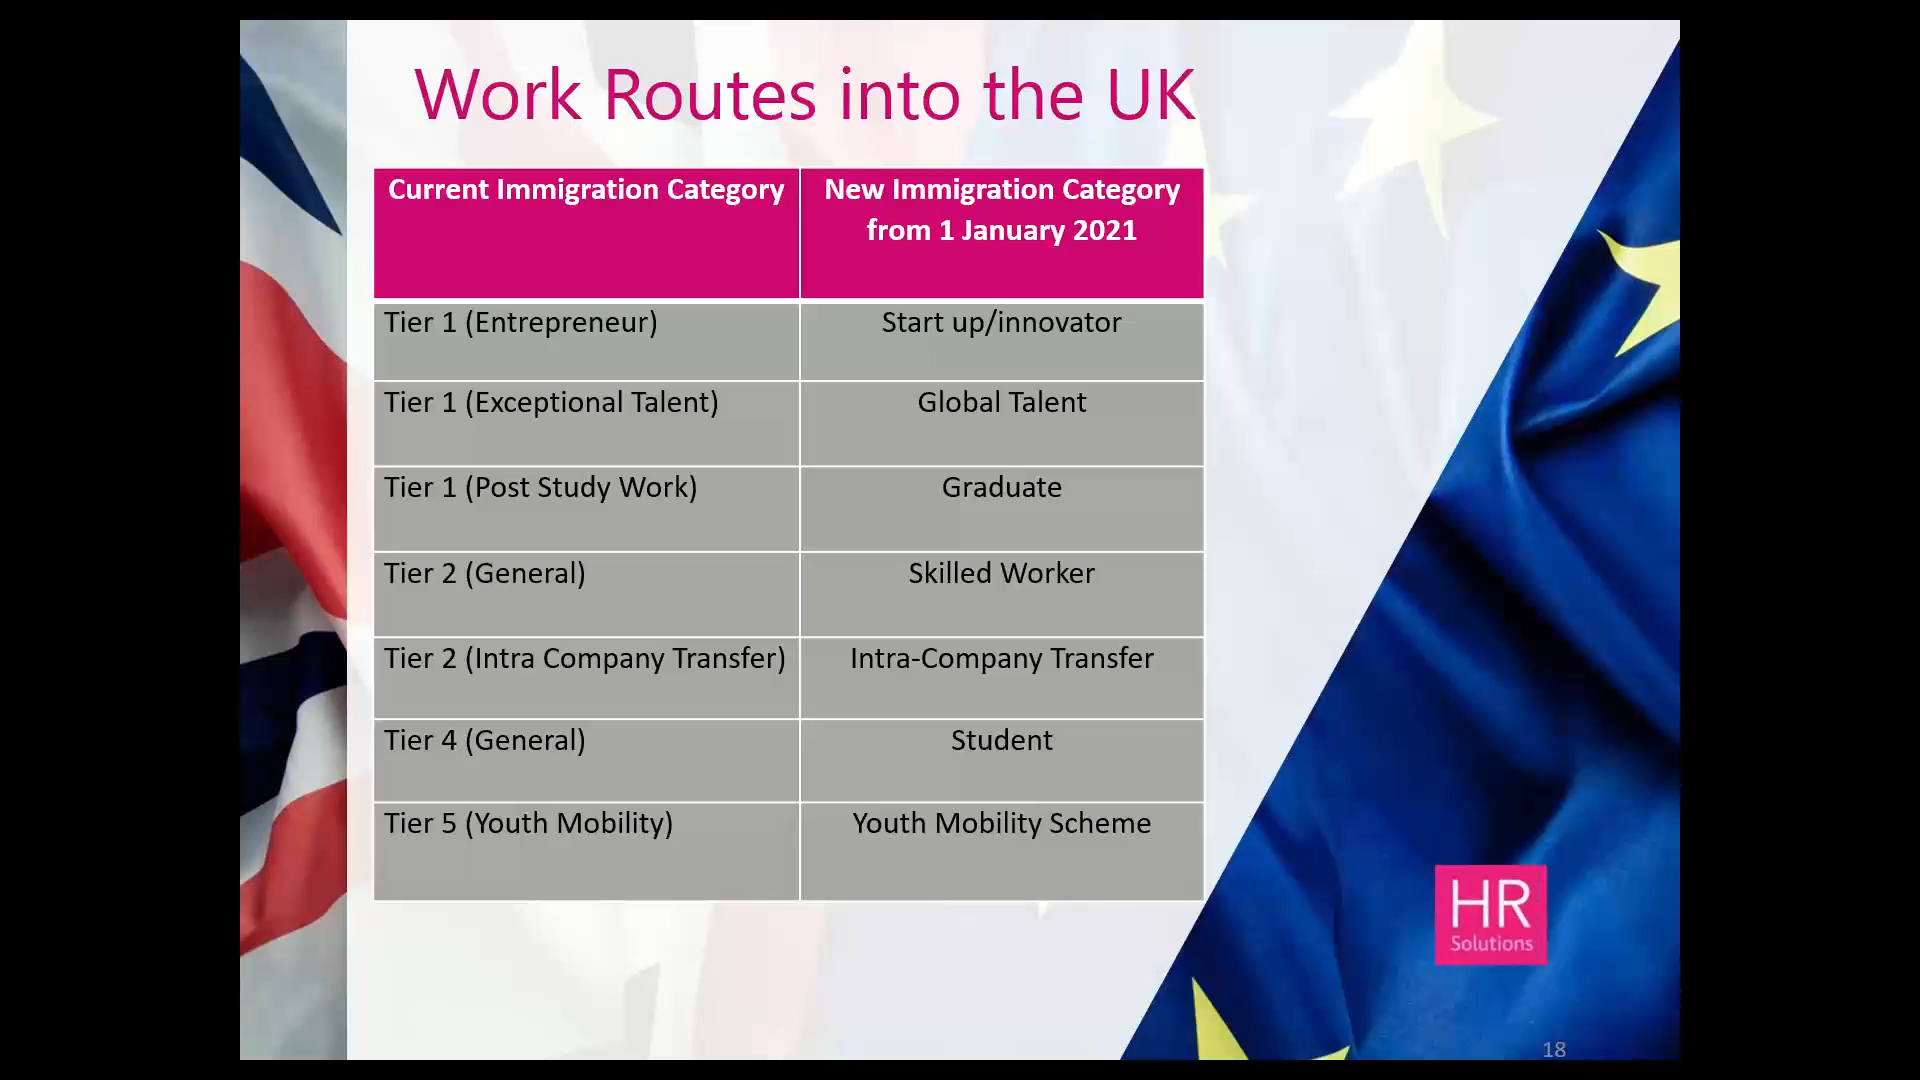 Work Routes into the UK
Current Immigration Category
New Immigration Category
from 1 January 2021
Tier 1 (Entrepreneur)
Start up/innovator
Tier 1 (Exceptional Talent)
Global Talent
Tier 1 (Post Study Work)
Graduate
Tier 2 (General)
Skilled Worker
Tier 2 (Intra Company Transfer)
Intra-Company Transfer
Tier 4 (General)
Student
Tier 5 (Youth Mobility)
Youth Mobility Scheme
HR
Solutions
18